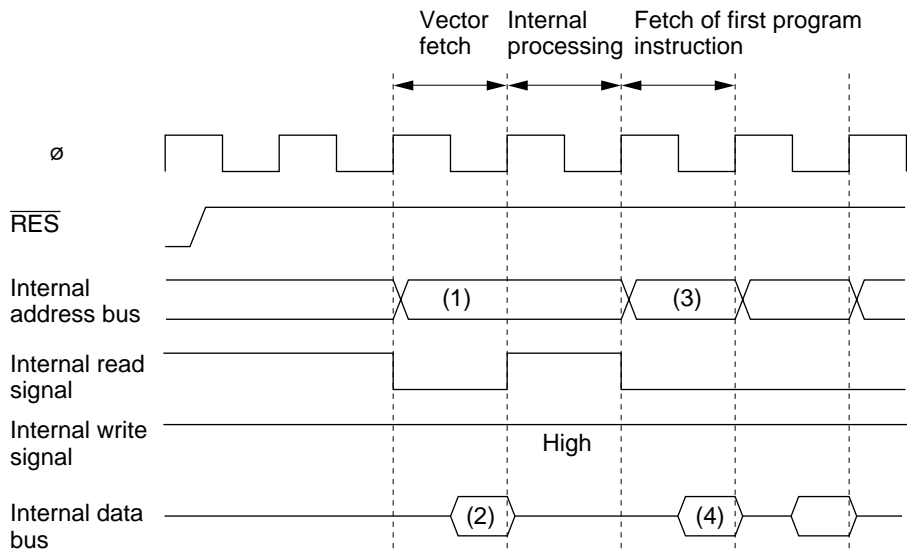 Vector
fetch
Internal
processing
Fetch of first program
instruction
ø
RES
Internal
address bus
(1)
(3)
Internal read
signal
Internal write
signal
High
Internal data
bus
(2)
(4)